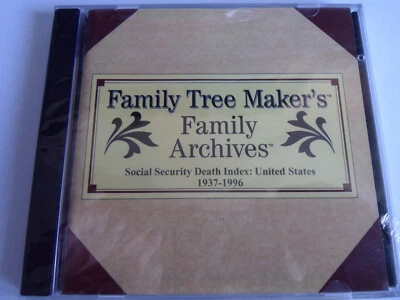 Family Tree Maker's™
Family
Archives™
Social Security Death Index: United States
1937-1996